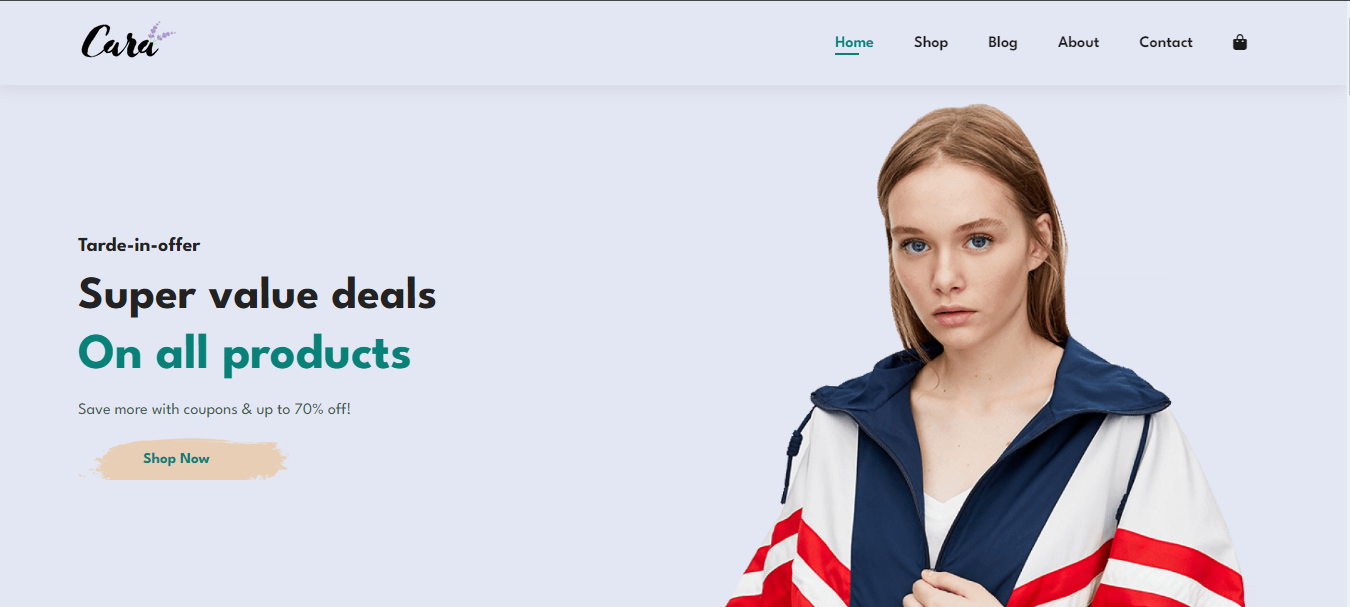 Cara
Home Shop Blog About Contact
Tarde-in-offer
Super value deals
On all products
Save more with coupons & up to 70% off!
Shop Now